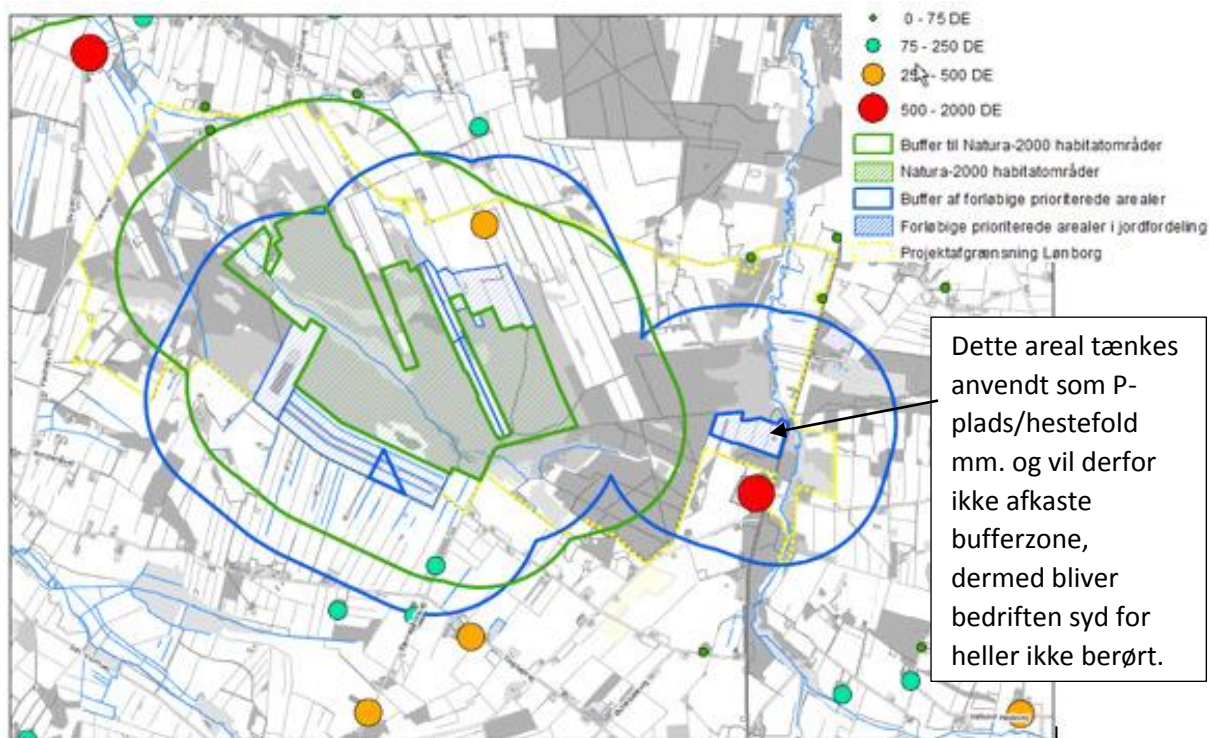 0 - 75 DE
75 - 250 DE
500 DE
500 - 2000 DE
Buffer til Natura-2000 habitatområder
Natura-2000 habitatområder
Buffer af forløbige prioriterede arealer
Forløbige prioriterede arealer i jordfordeling
Projektafgrænsning Lønborg
Dette areal tænkes
anvendt som P-
plads/hestefold
mm. og vil derfor
ikke afkaste
bufferzone,
dermed bliver
bedriften syd for
heller ikke berørt.